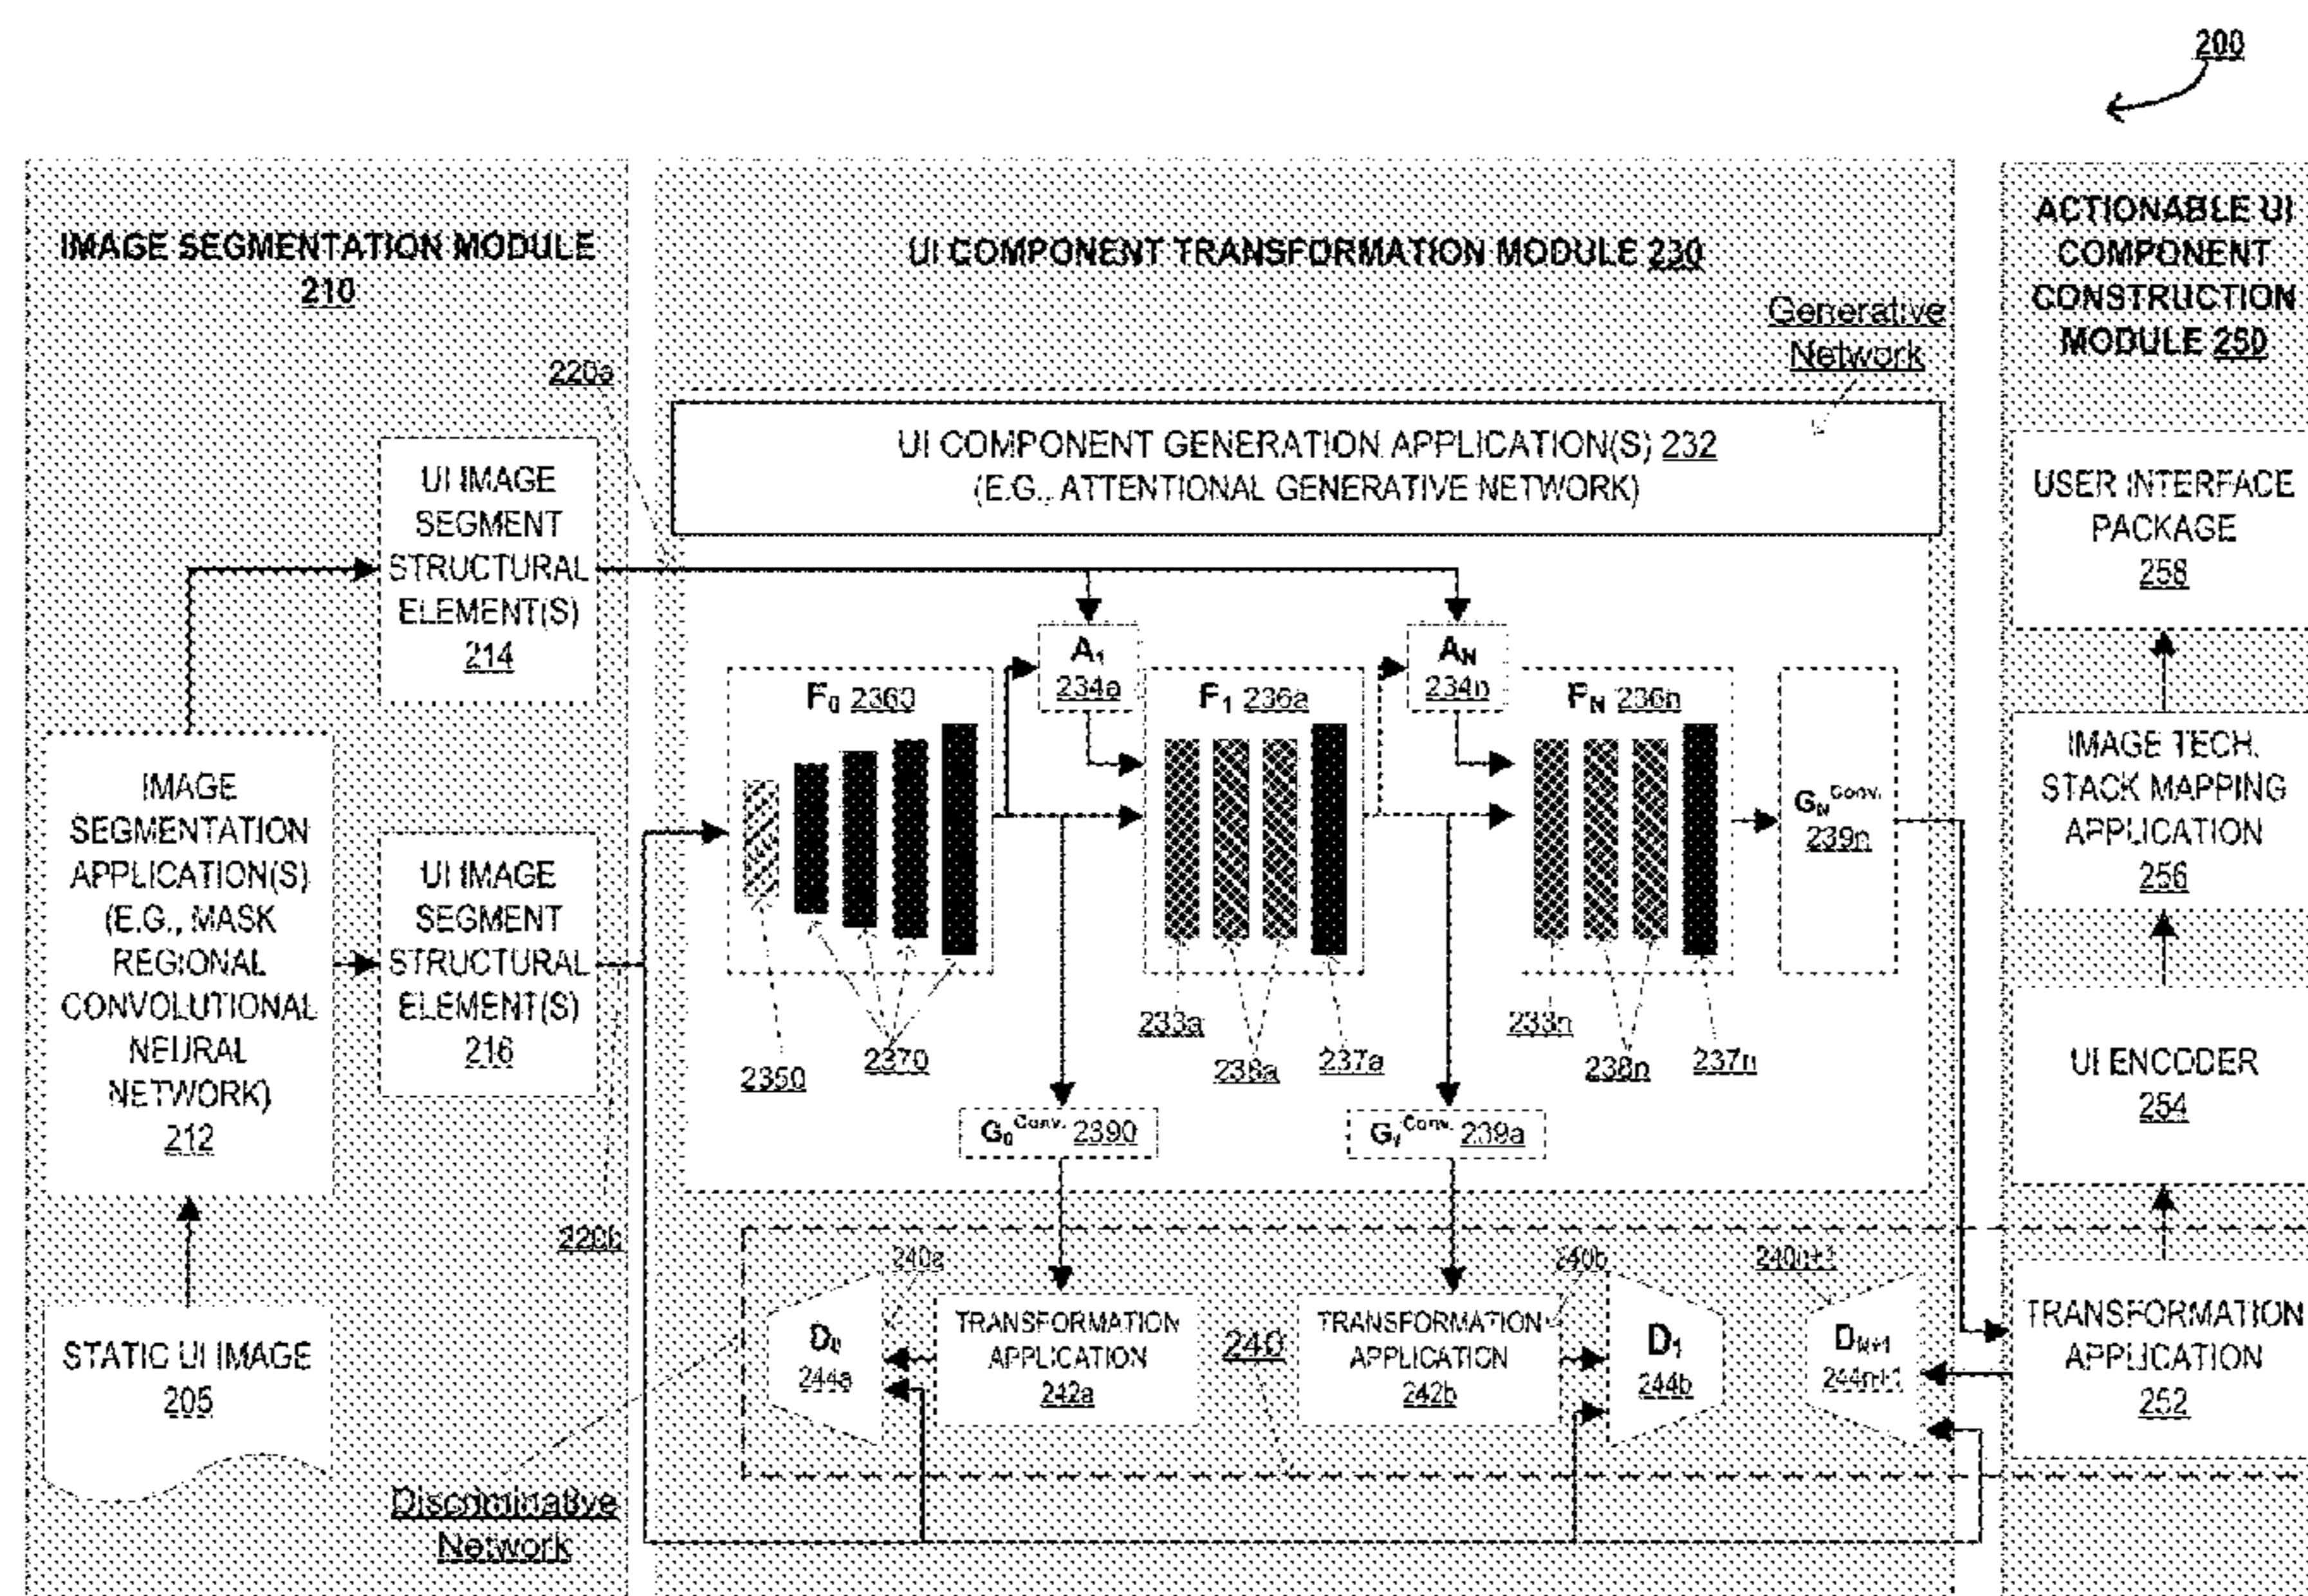 200
IMAGE SEGMENTATION MODULE
210
UI COMPONENT TRANSFORMATION MODULE 230
ACTIONABLE UI
COMPONENT
CONSTRUCTION
MODULE 250
Generative
Network
220a
UI COMPONENT GENERATION APPLICATION(S) 232
(E.G., ATTENTIONAL GENERATIVE NETWORK)
UI IMAGE
SEGMENT
STRUCTURAL
ELEMENT(S)
214
USER INTERFACE
PACKAGE
258
A1
234a
AN
234n
F0 2360
F1 236a
FN 236n
GN Conv.
239n
IMAGE
SEGMENTATION
APPLICATION(S)
(E.G., MASK
REGIONAL
CONVOLUTIONAL
NEURAL
NETWORK)
212
UI IMAGE
SEGMENT
STRUCTURAL
ELEMENT(S)
216
IMAGE TECH.
STACK MAPPING
APPLICATION
256
2350
2370
233a
238a
237a
233n
238n
237n
UI ENCODER
254
G0 Conv. 2390
G1 Conv. 239a
220b
240a
240b
240n+1
STATIC UI IMAGE
205
D0
244a
TRANSFORMATION
APPLICATION
242a
240
TRANSFORMATION
APPLICATION
242b
D1
244b
DN+1
244n+1
TRANSFORMATION
APPLICATION
252
Discriminative
Network